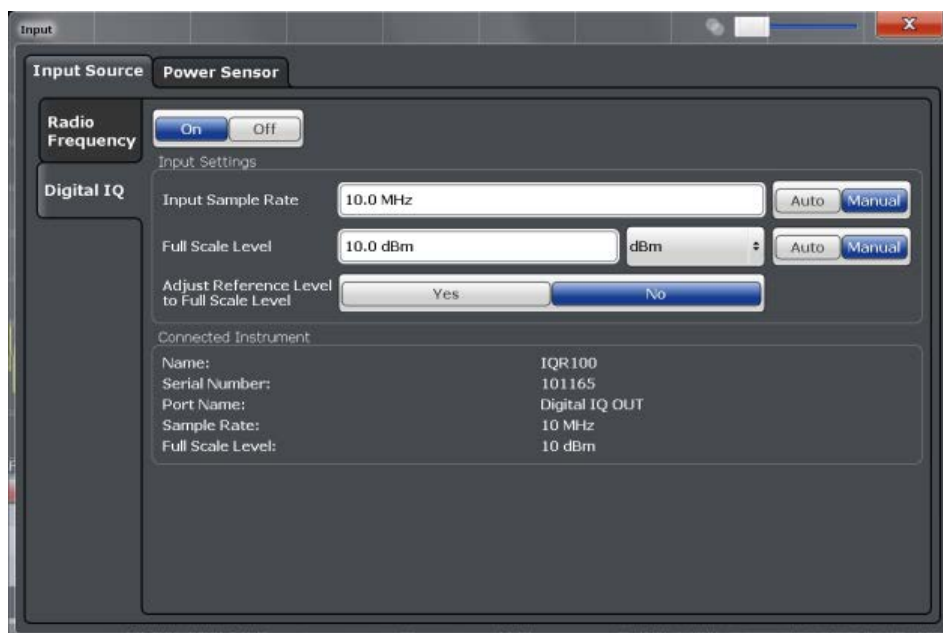 Input
Input Source
Power Sensor
Radio
Frequency
Digital IQ
On
Off
Input Settings
Input Sample Rate
10.0 MHz
Auto
Manual
Full Scale Level
10.0 dBm
dBm
Auto
Manual
Adjust Reference Level
to Full Scale Level
Yes
No
Connected Instrument
Name:
IQR100
Serial Number:
101165
Port Name:
Digital IQ OUT
Sample Rate:
10 MHz
Full Scale Level:
10 dBm